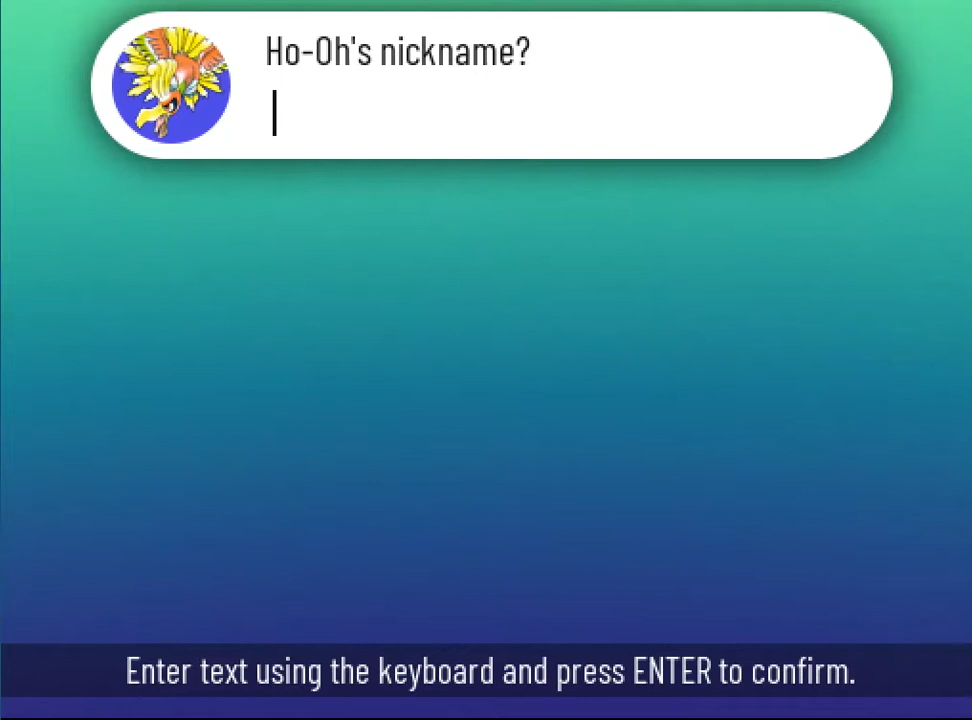 Ho-Oh's nickname?
Enter text using the keyboard and press ENTER to confirm.